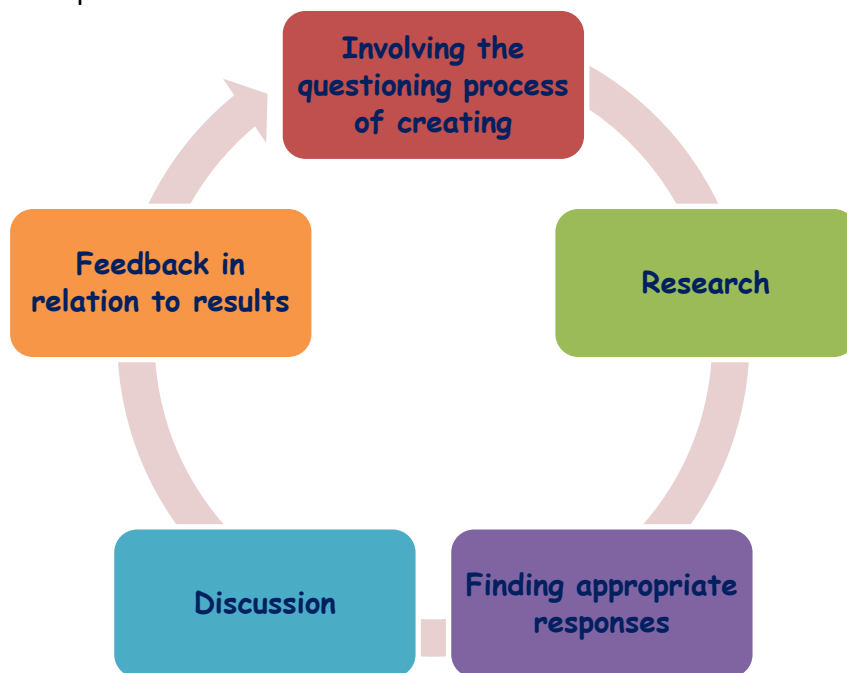 Involving the
questioning process
of creating
Research
Finding appropriate
responses
Discussion
Feedback in
relation to results